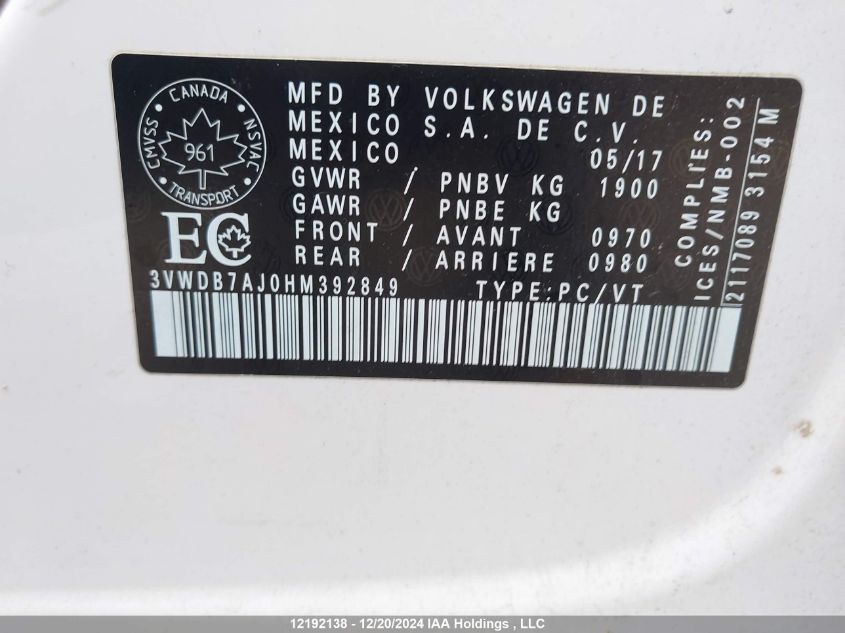 CANADA
CMVSS
961
NSVAC
TRANSPORT
EC
MFD BY VOLKSWAGEN DE
MEXICO S.A. DE C.V.
MEXICO 05/17
GVWR / PNBV KG 1900
GAWR / PNBE KG
FRONT / AVANT 0970
REAR / ARRIERE 0980
3VWDB7AJ0HM392849 TYPE:PC/VT
COMPLIES:
ICES/NMB-002
2117089 3154 M
12192138 - 12/20/2024 IAA Holdings , LLC